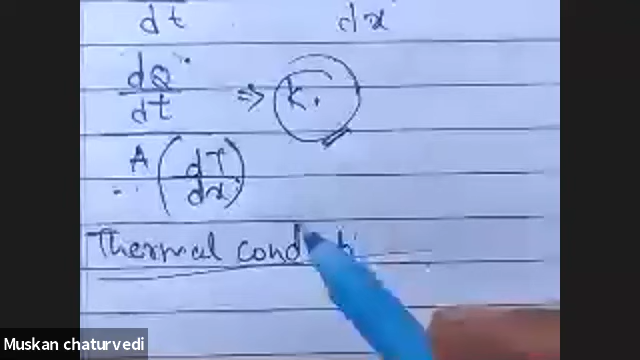 dt dx
dQ
dt => K.
A (dT
dx)
Thermal cond
Muskan chaturvedi